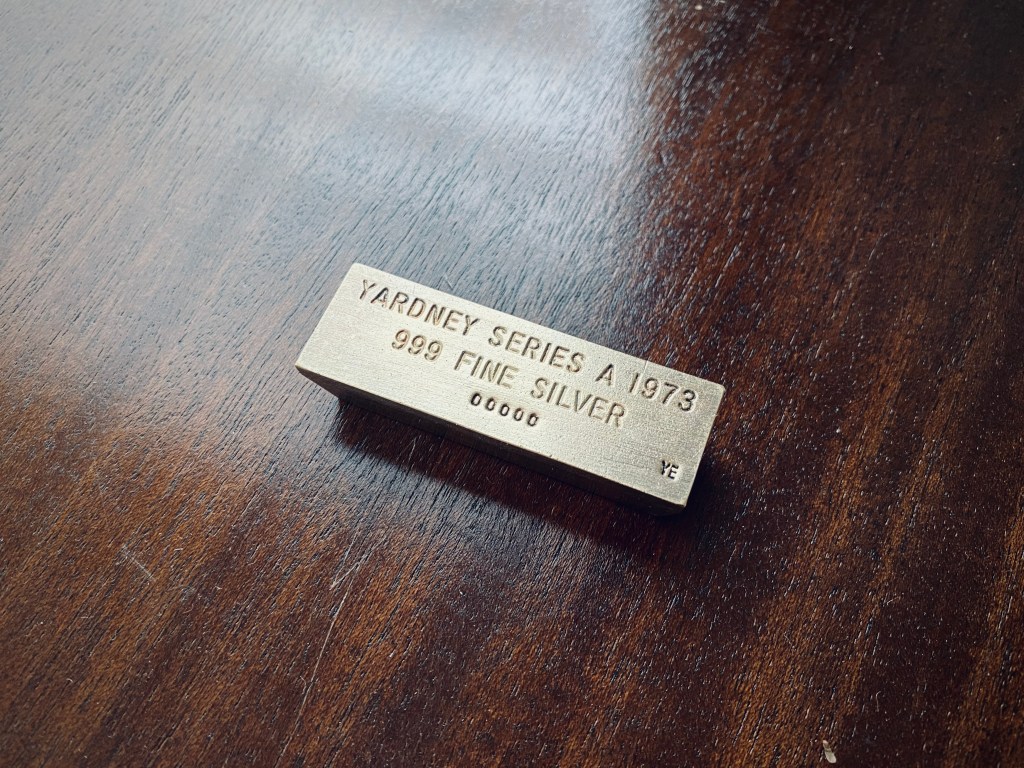 YARDNEY SERIES A 1973
999 FINE SILVER
00000
YE